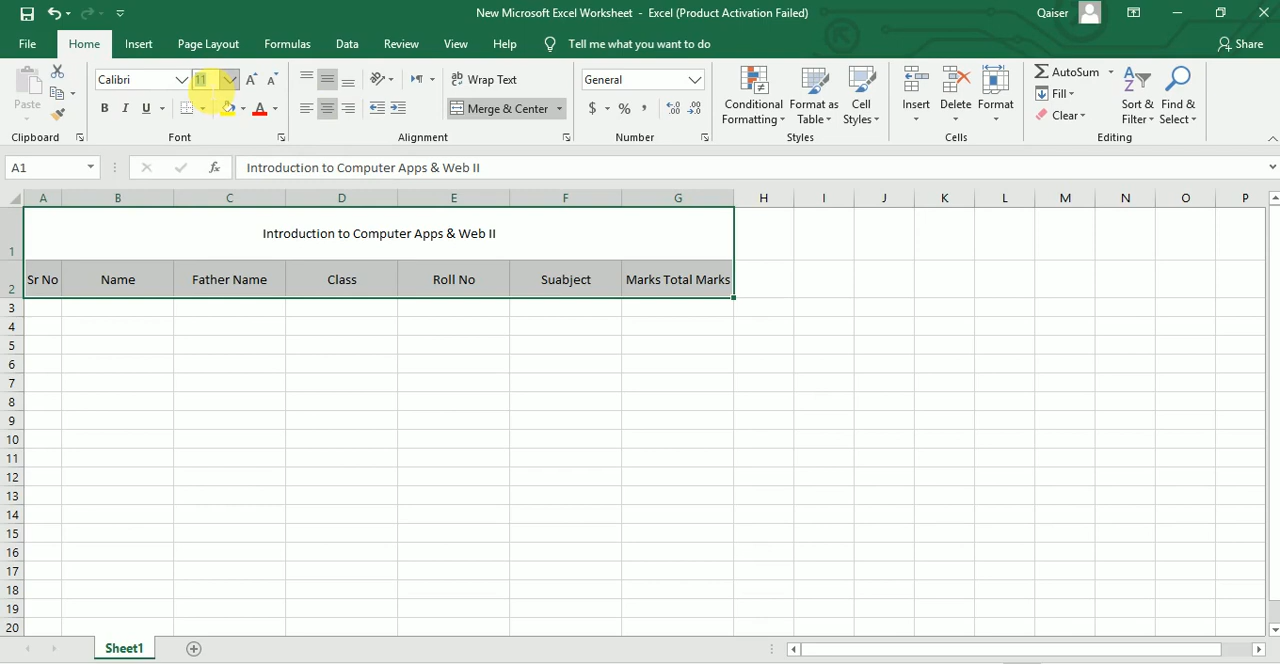 New Microsoft Excel Worksheet - Excel (Product Activation Failed)
Qaiser
File Home Insert Page Layout Formulas Data Review View Help Tell me what you want to do Share
Paste
Calibri 11
Wrap Text
General
AutoSum
B I U
Merge & Center
$ % ,
Conditional Formatting
Format as Table
Cell Styles
Insert
Delete
Format
Fill
Clear
Sort & Filter
Find & Select
Clipboard Font Alignment Number Styles Cells Editing
A1 fx Introduction to Computer Apps & Web II
A B C D E F G H I J K L M N O P
1 Introduction to Computer Apps & Web II
2 Sr No Name Father Name Class Roll No Suabject Marks Total Marks
3
4
5
6
7
8
9
10
11
12
13
14
15
16
17
18
19
20
Sheet1